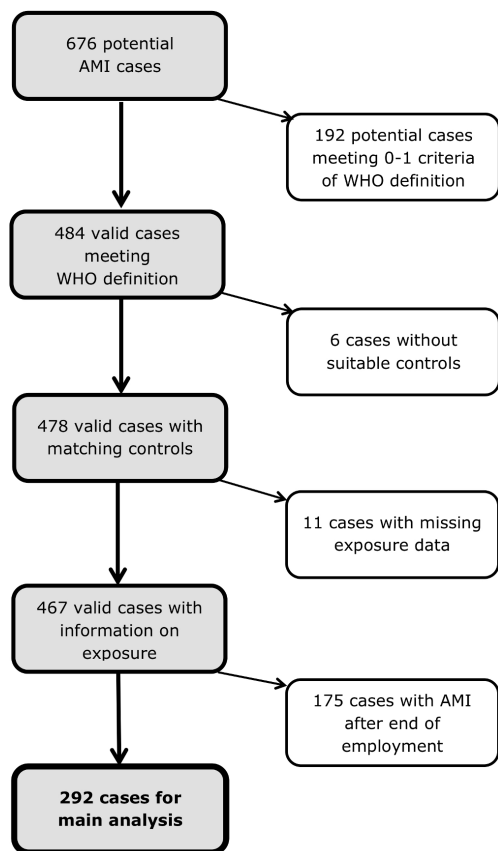 676 potential
AMI cases
192 potential cases
meeting 0-1 criteria
of WHO definition
484 valid cases
meeting
WHO definition
6 cases without
suitable controls
478 valid cases with
matching controls
11 cases with missing
exposure data
467 valid cases with
information on
exposure
175 cases with AMI
after end of
employment
292 cases for
main analysis